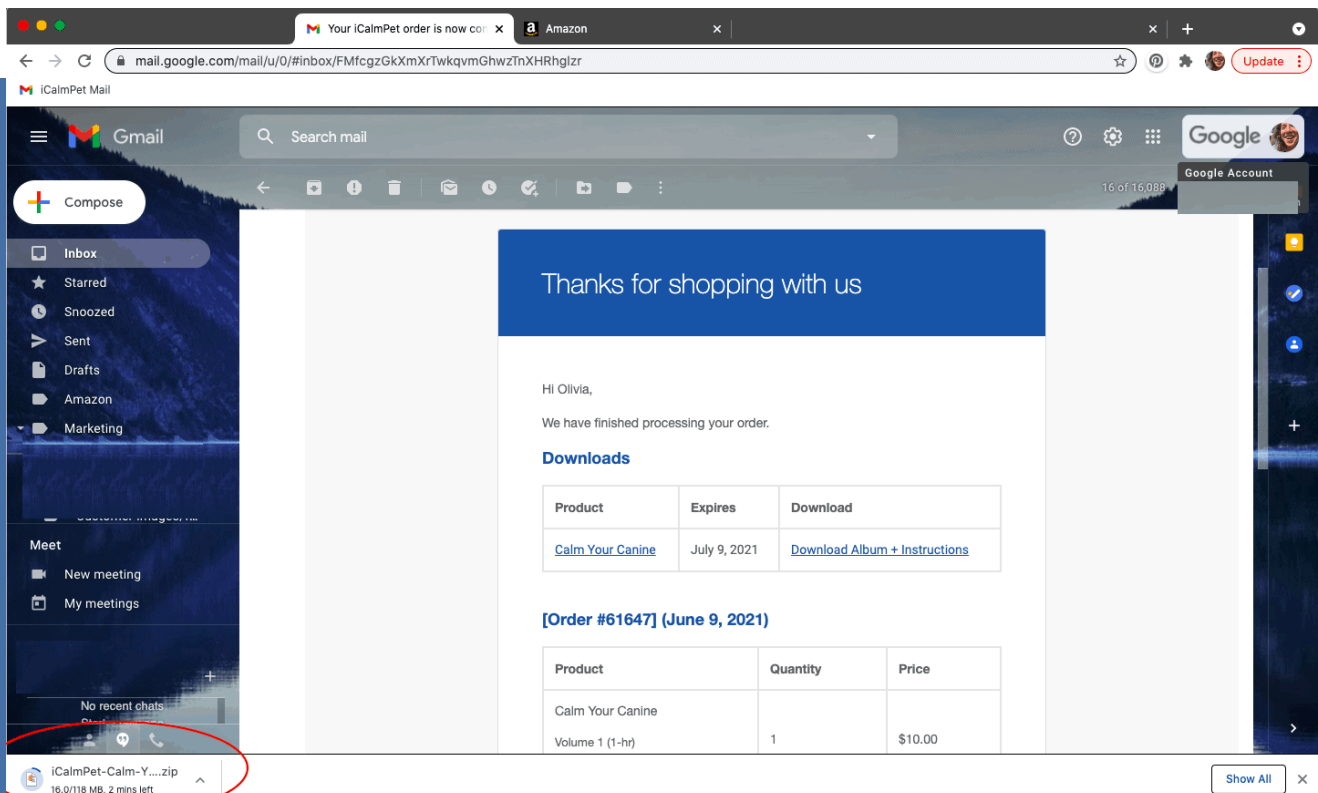 Your iCalmPet order is now con
a Amazon
mail.google.com/mail/u/0/#inbox/FMfcgzGkXmXrTwkqvmGhwzTnXHRhglzr
Update
iCalmPet Mail
Gmail
Search mail
Google
16 of 16,088
Google Account
Compose
Inbox
Starred
Snoozed
Sent
Drafts
Amazon
Marketing
Meet
New meeting
My meetings
No recent chats
Thanks for shopping with us
Hi Olivia,
We have finished processing your order.
Downloads
Product Expires Download
Calm Your Canine July 9, 2021 Download Album + Instructions
[Order #61647] (June 9, 2021)
Product Quantity Price
Calm Your Canine
Volume 1 (1-hr) 1 $10.00
iCalmPet-Calm-Y....zip
16.0/118 MB, 2 mins left
Show All